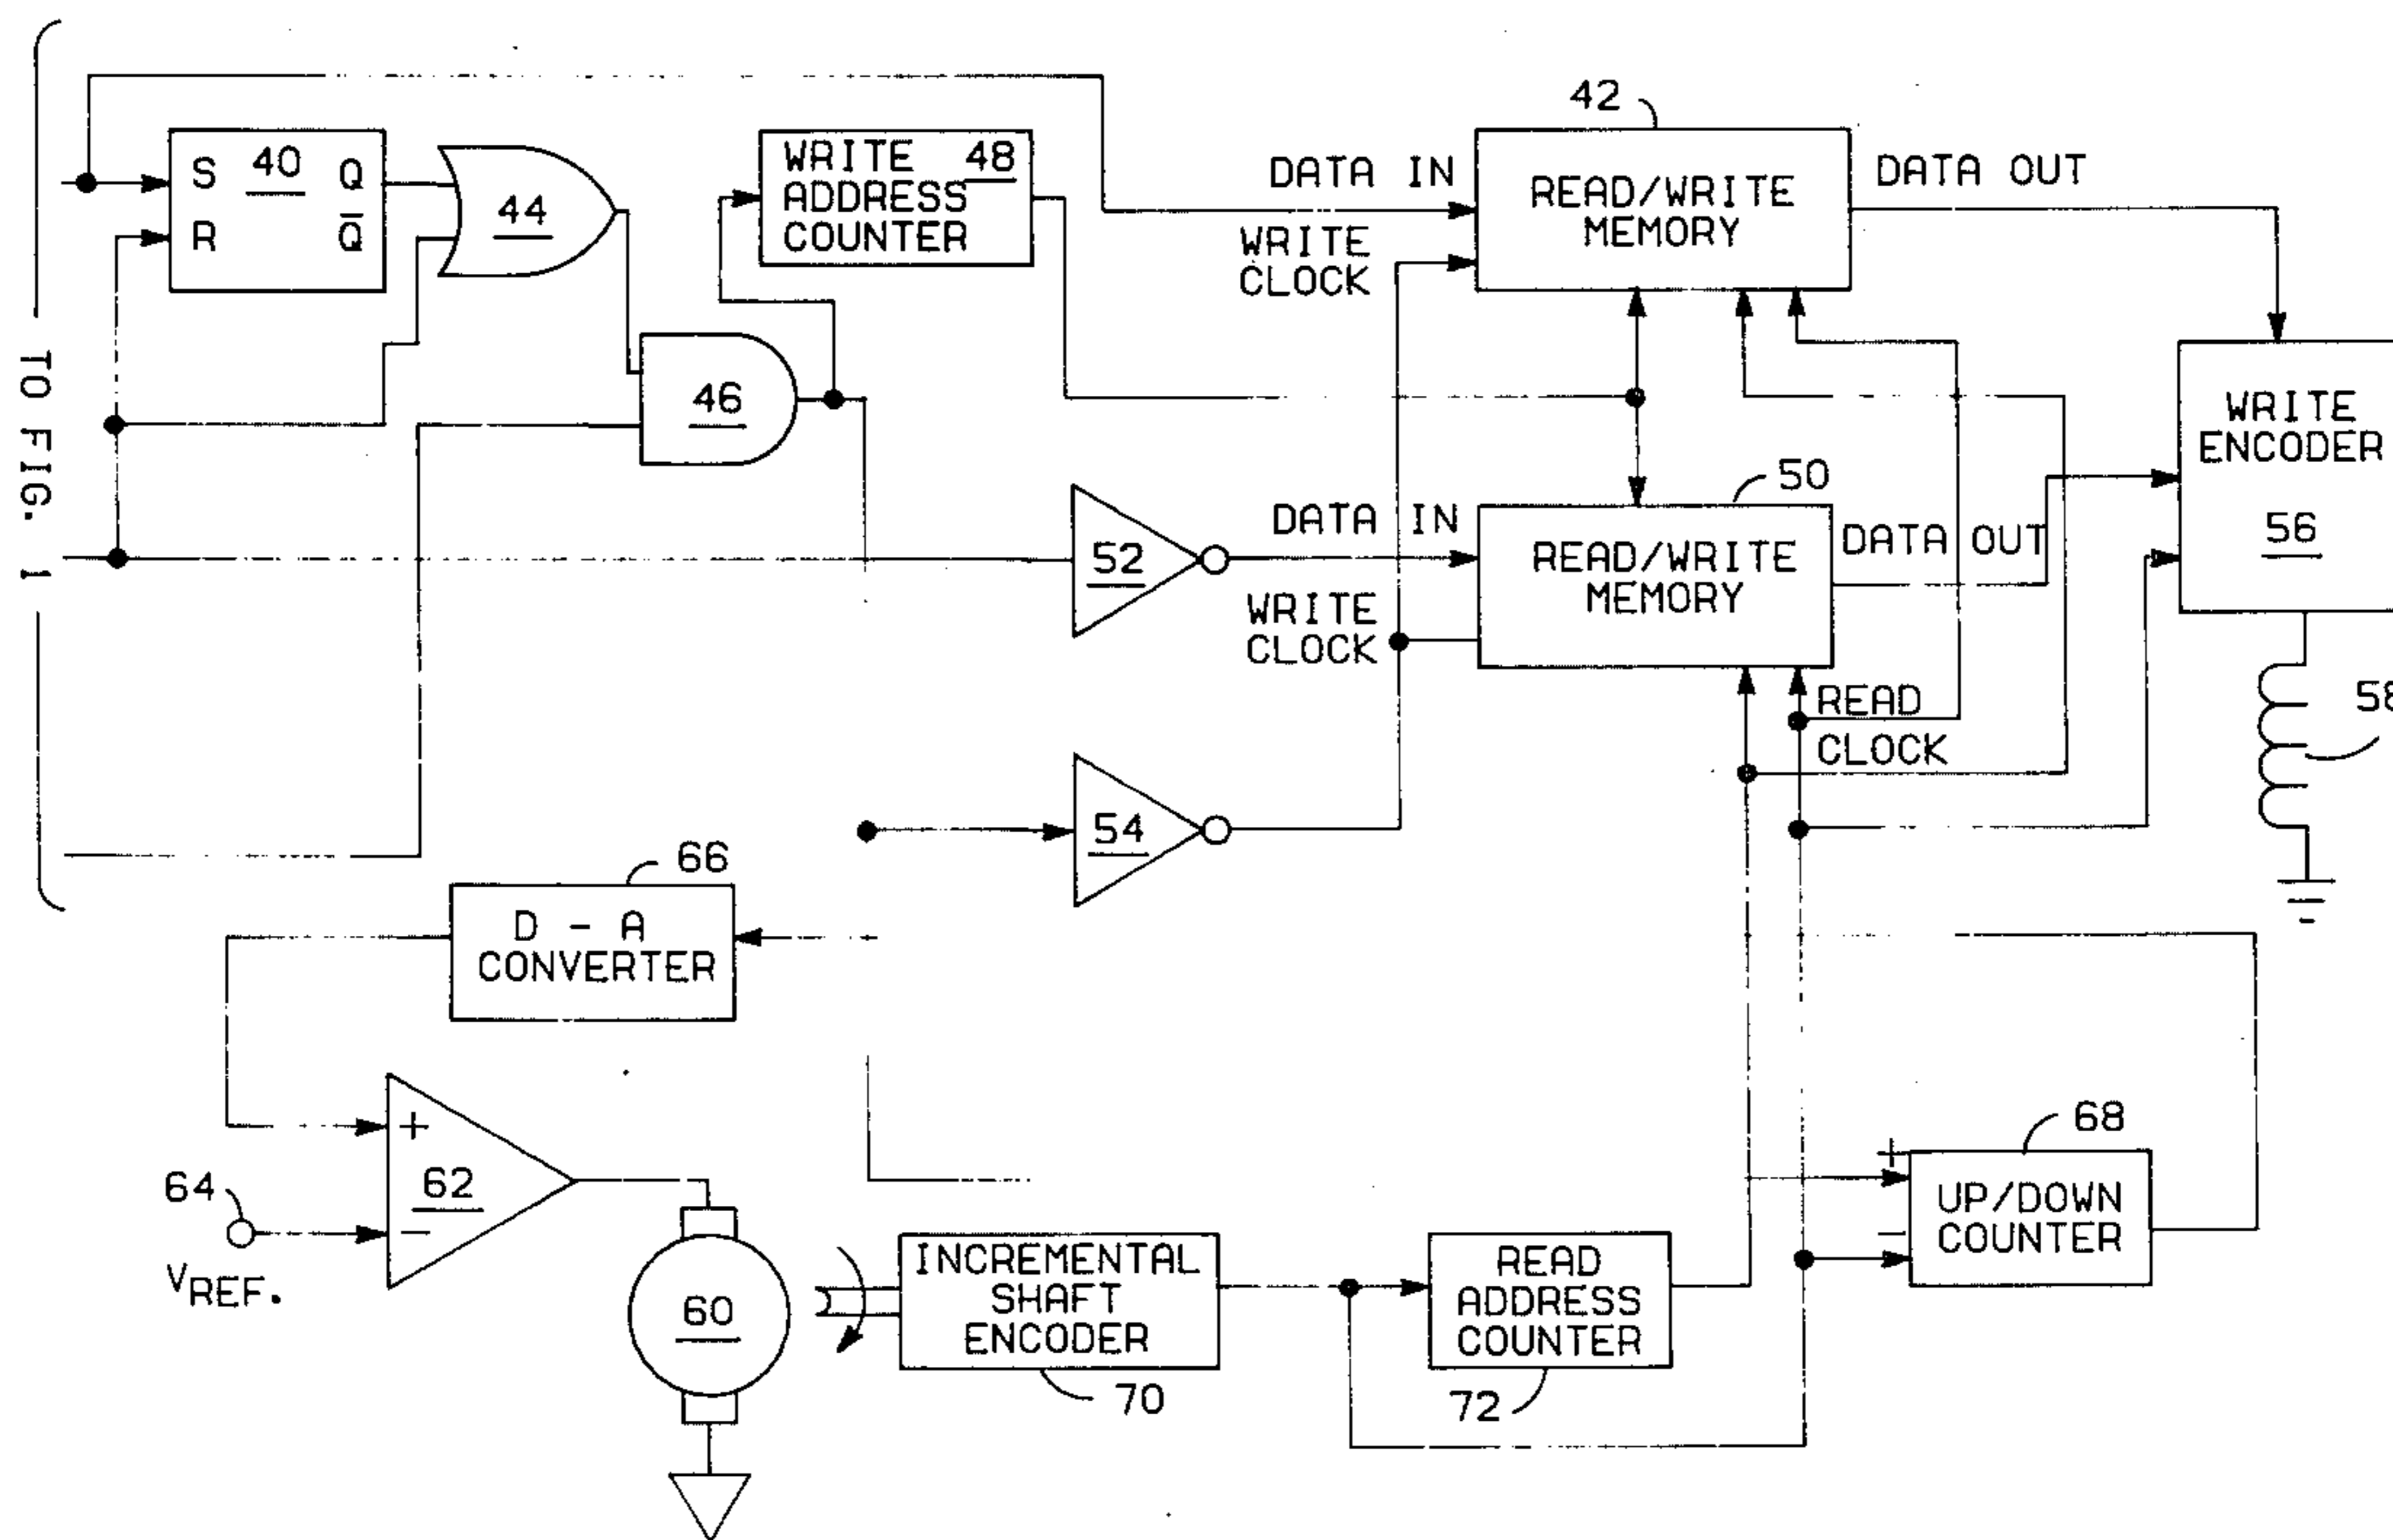 42
S 40 Q
R Q̅
44
WRITE 48
ADDRESS
COUNTER
DATA IN
READ/WRITE
MEMORY
DATA OUT
WRITE
CLOCK
46
TO FIG. 1
WRITE
ENCODER
56
50
DATA IN
52
READ/WRITE
MEMORY
DATA OUT
WRITE
CLOCK
READ
CLOCK
58
54
66
D - A
CONVERTER
+
62
-
64
VREF.
60
INCREMENTAL
SHAFT
ENCODER
70
READ
ADDRESS
COUNTER
72
68
+
UP/DOWN
COUNTER
-